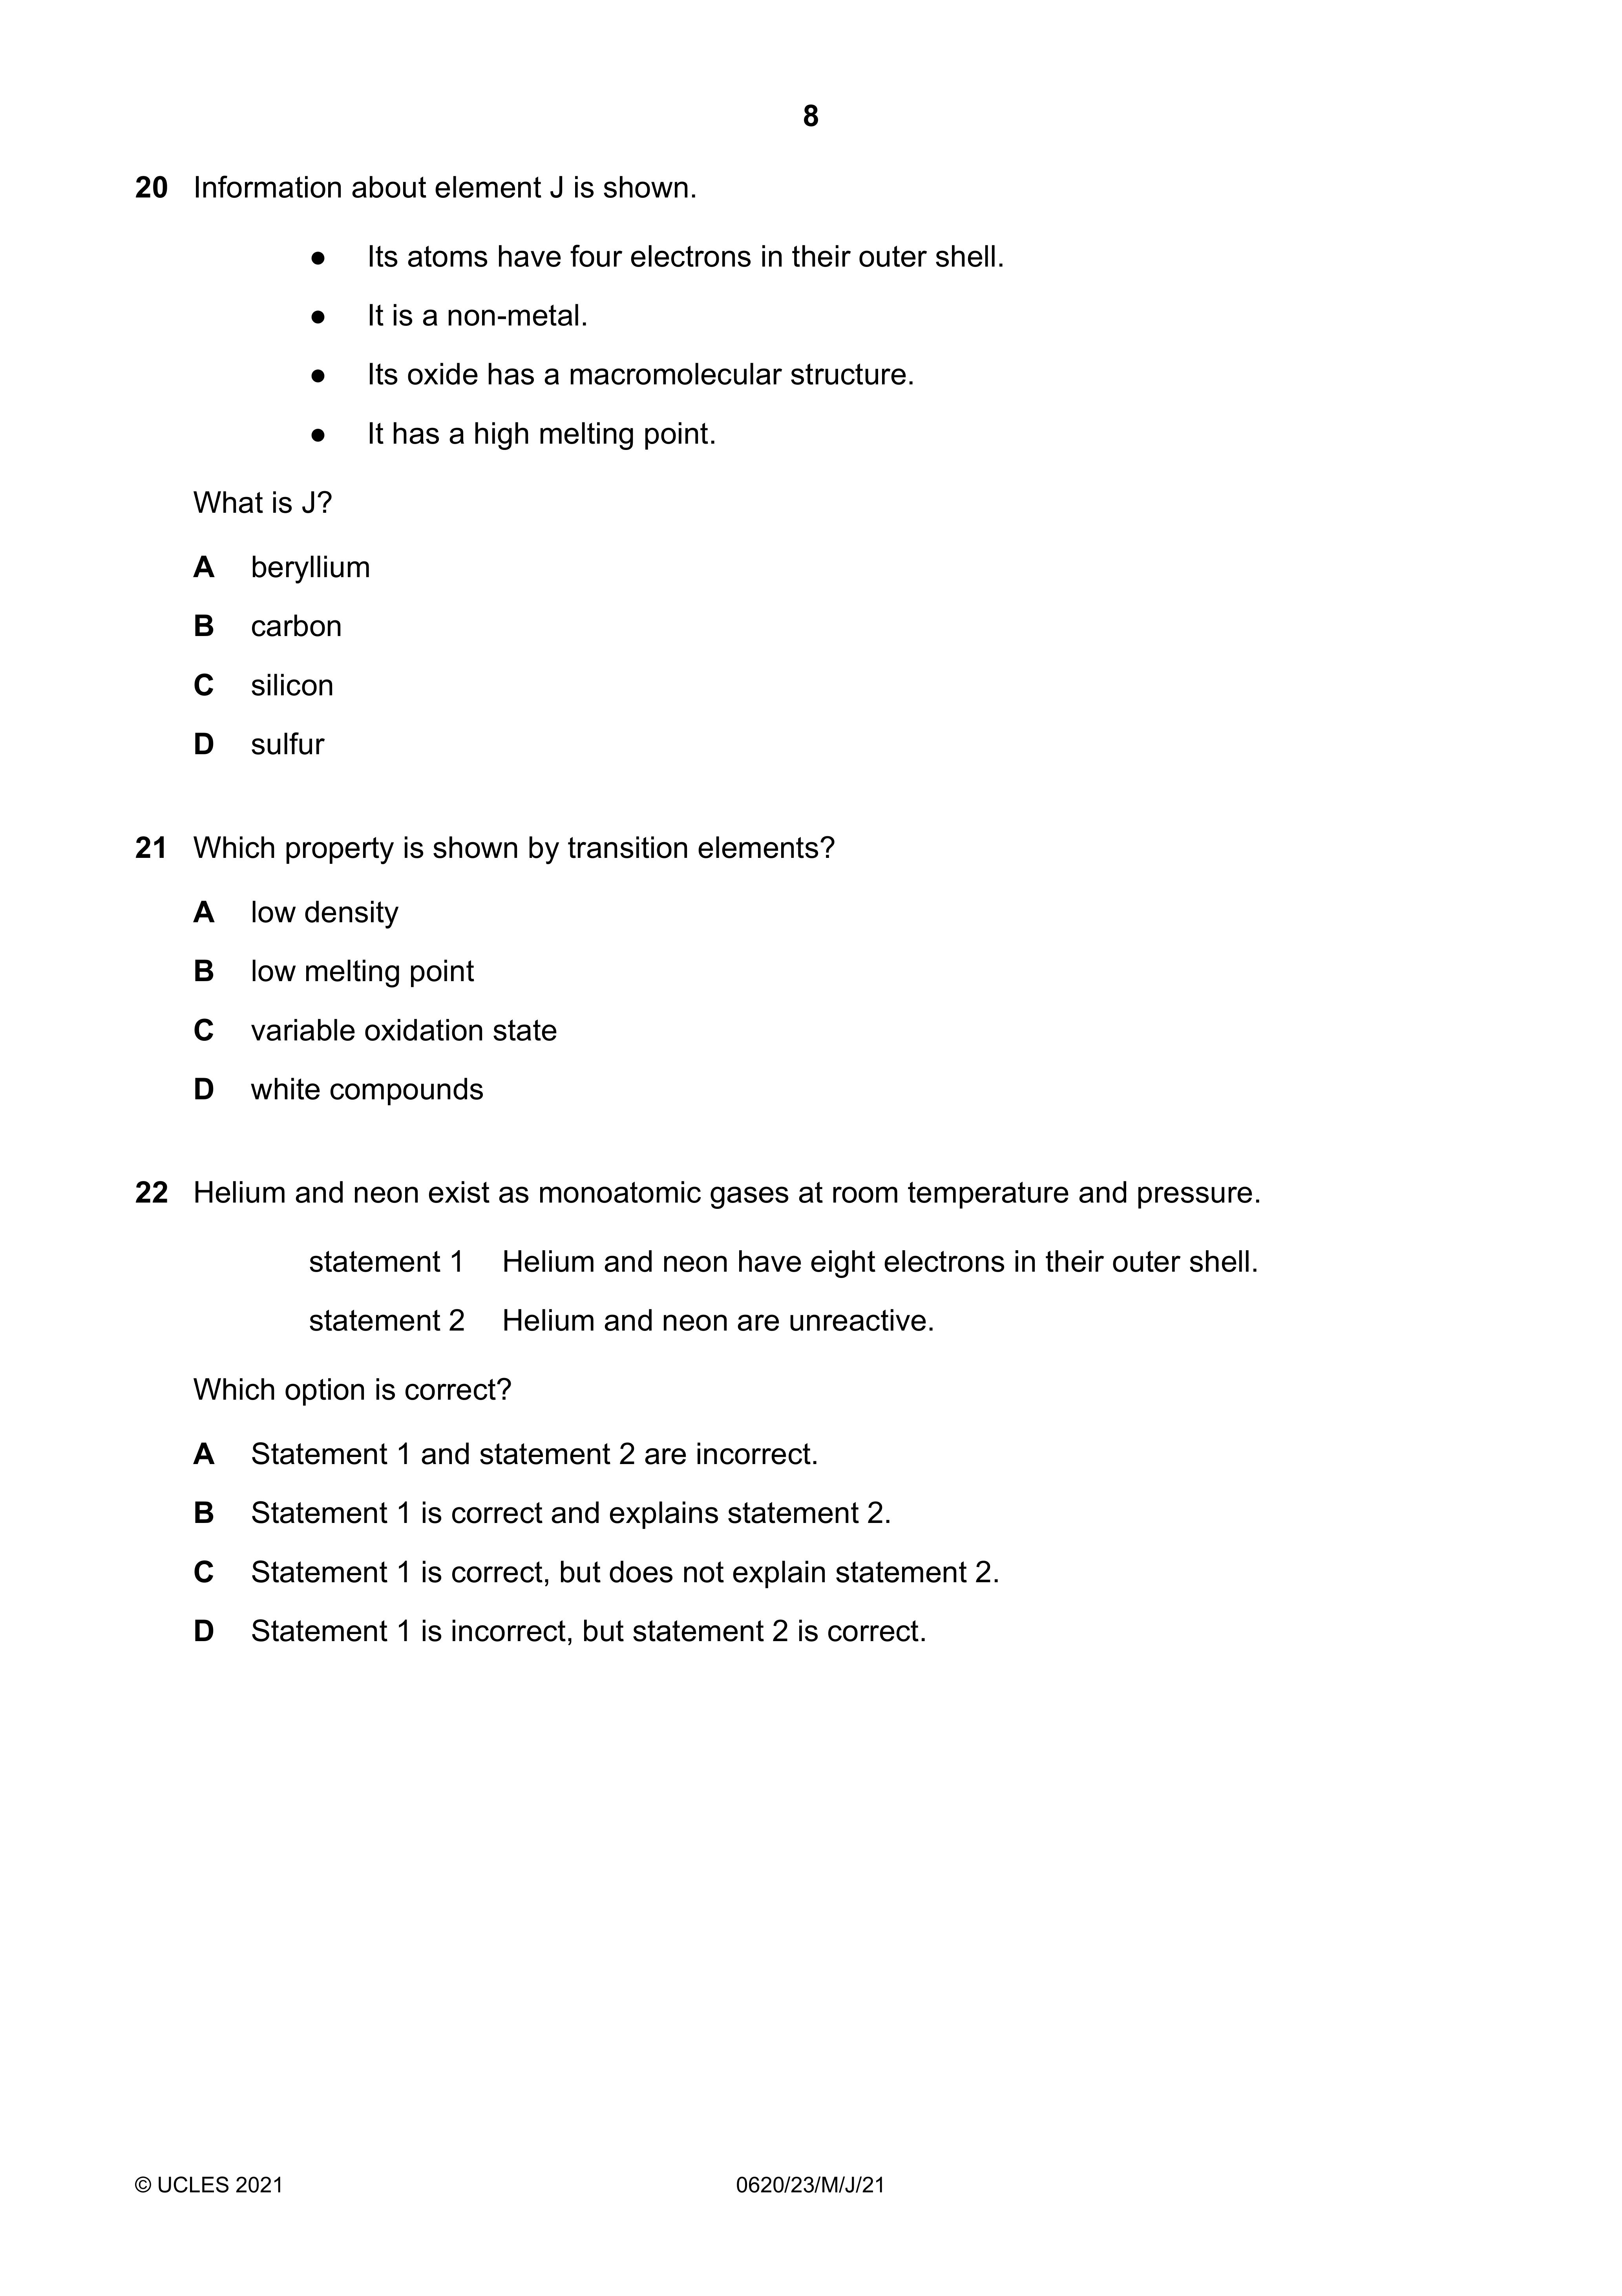 8
20 Information about element J is shown.
● Its atoms have four electrons in their outer shell.
● It is a non-metal.
● Its oxide has a macromolecular structure.
● It has a high melting point.
What is J?
A beryllium
B carbon
C silicon
D sulfur
21 Which property is shown by transition elements?
A low density
B low melting point
C variable oxidation state
D white compounds
22 Helium and neon exist as monoatomic gases at room temperature and pressure.
statement 1 Helium and neon have eight electrons in their outer shell.
statement 2 Helium and neon are unreactive.
Which option is correct?
A Statement 1 and statement 2 are incorrect.
B Statement 1 is correct and explains statement 2.
C Statement 1 is correct, but does not explain statement 2.
D Statement 1 is incorrect, but statement 2 is correct.
© UCLES 2021 0620/23/M/J/21